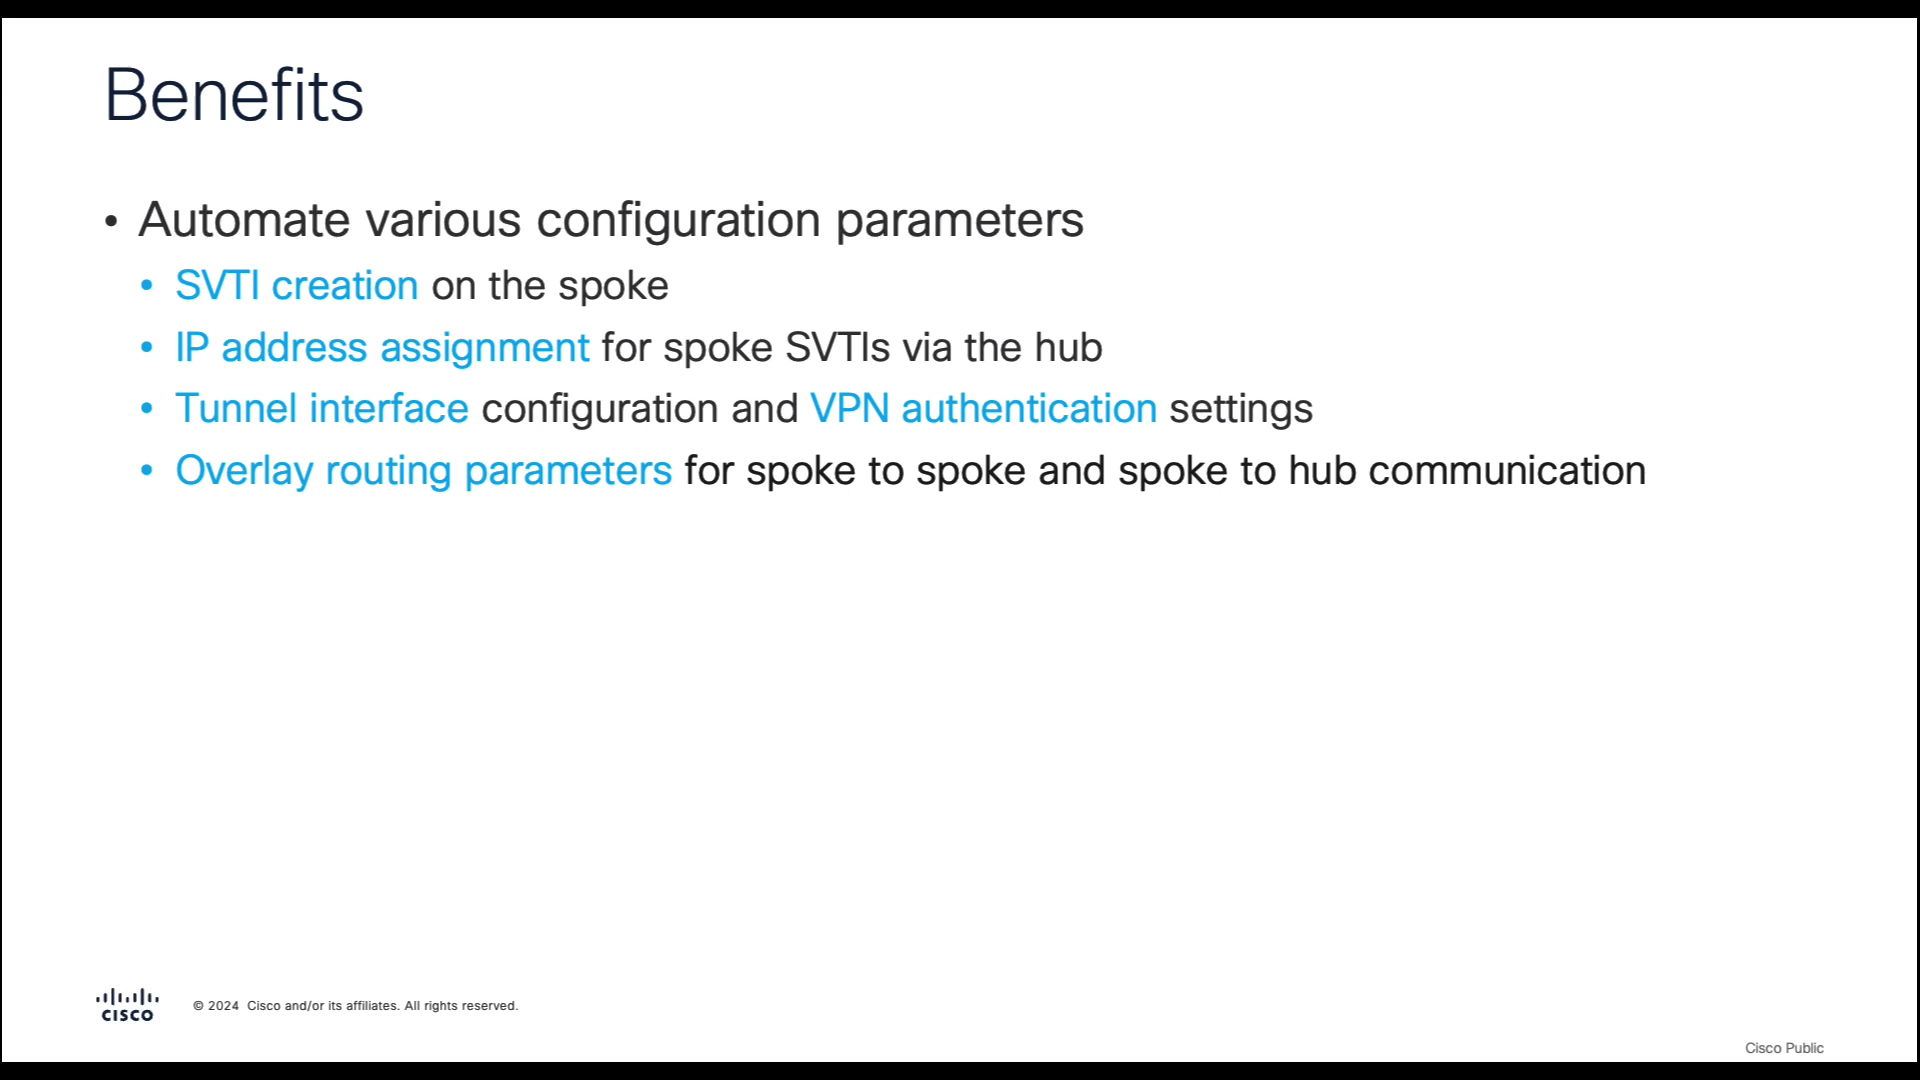 Benefits
• Automate various configuration parameters
• SVTI creation on the spoke
• IP address assignment for spoke SVTIs via the hub
• Tunnel interface configuration and VPN authentication settings
• Overlay routing parameters for spoke to spoke and spoke to hub communication
CISCO
© 2024 Cisco and/or its affiliates. All rights reserved.
Cisco Public